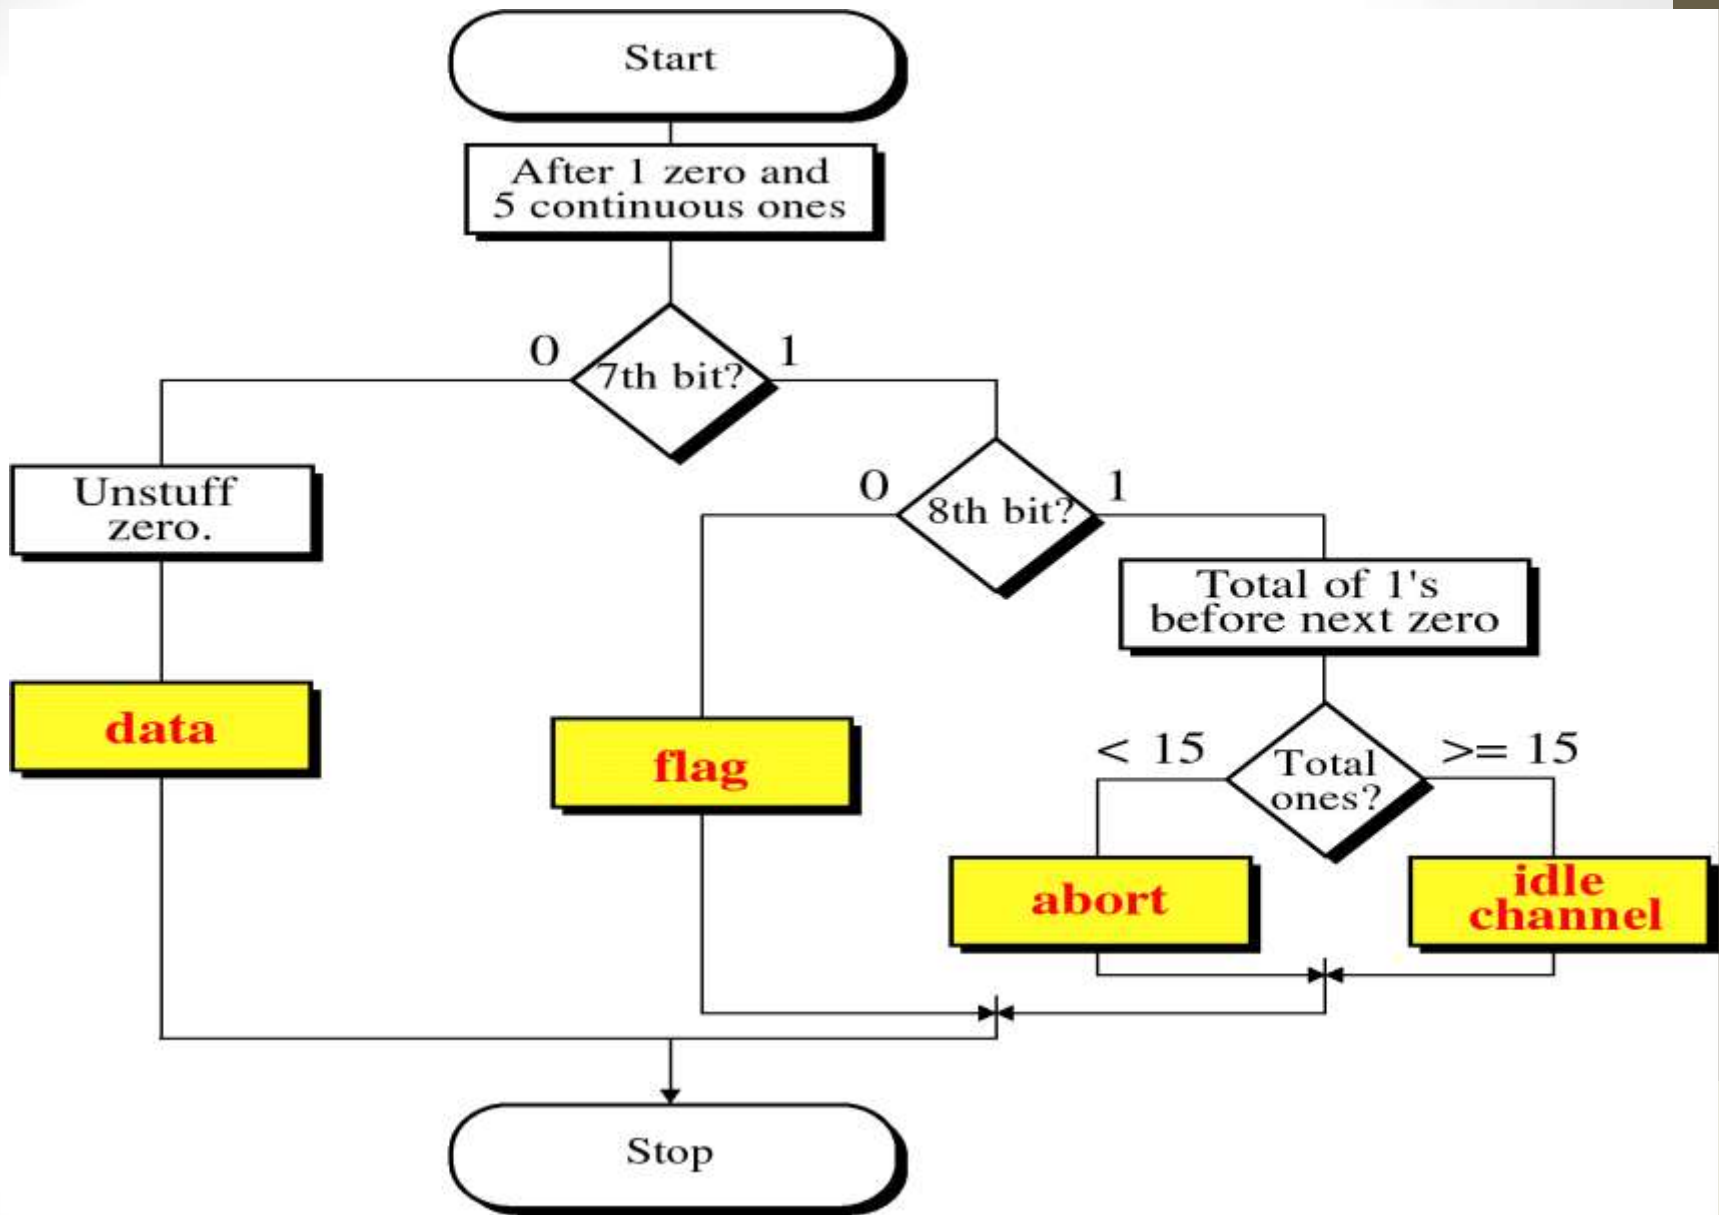 Start
After 1 zero and
5 continuous ones
0
7th bit?
1
Unstuff
zero.
0
8th bit?
1
Total of 1's
before next zero
data
flag
< 15
Total
ones?
>= 15
abort
idle
channel
Stop